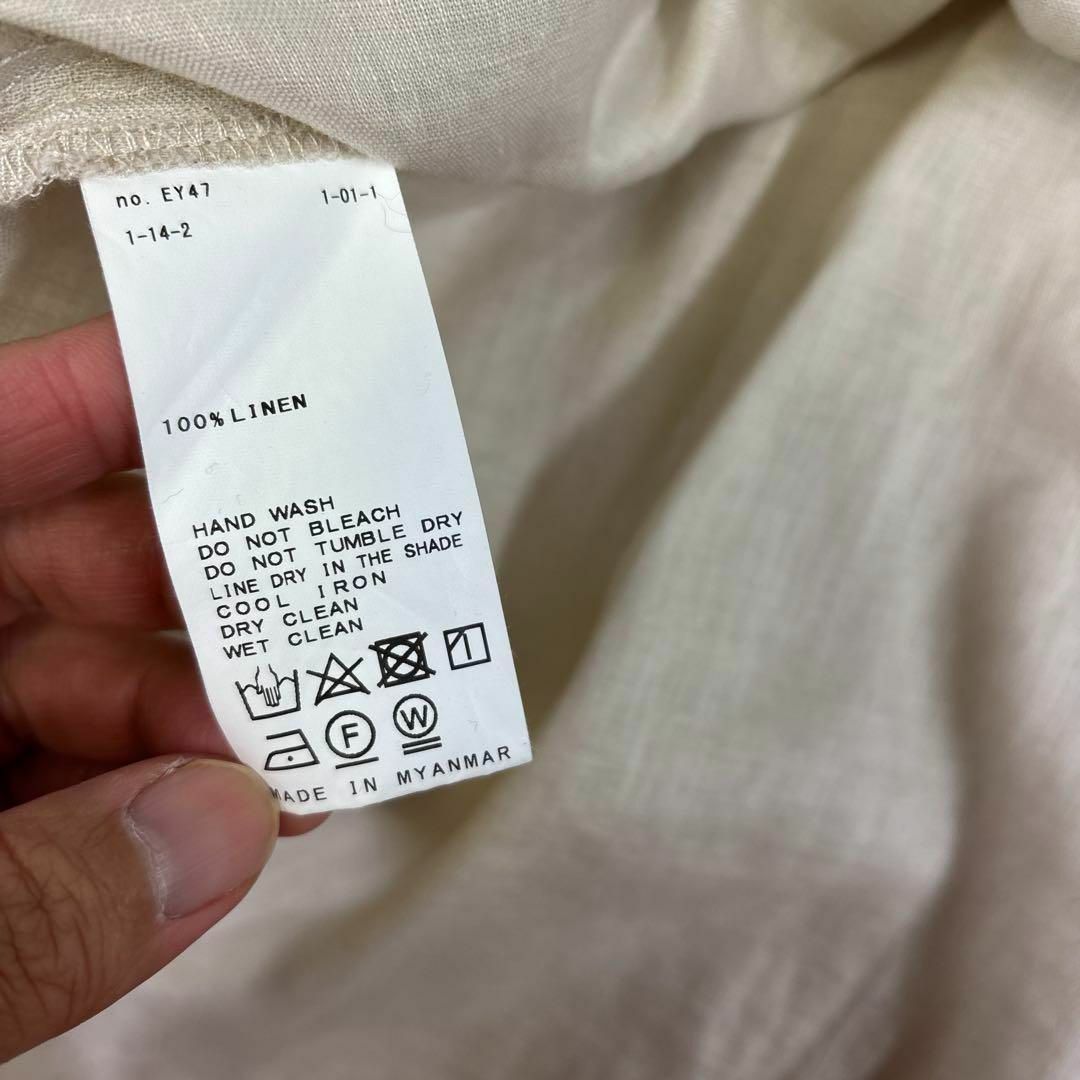 no. EY47 1-01-1
1-14-2
100% LINEN
HAND WASH
DO NOT BLEACH
DO NOT TUMBLE DRY
LINE DRY IN THE SHADE
COOL IRON
DRY CLEAN
WET CLEAN
F W
MADE IN MYANMAR